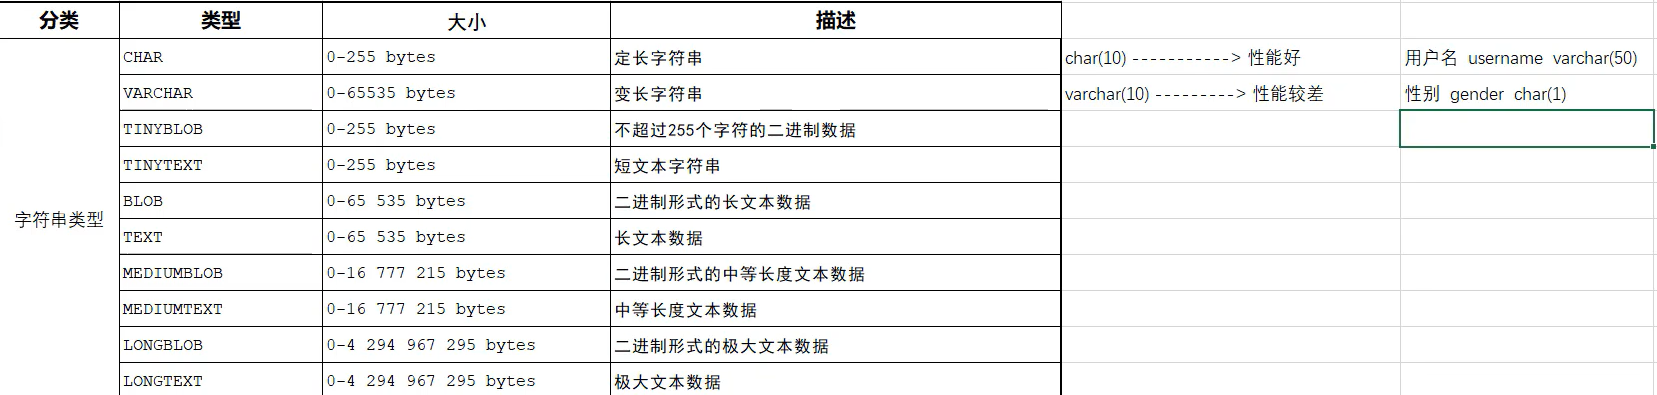 分类 类型 大小 描述
字符串类型
CHAR 0-255 bytes 定长字符串 char(10) -----------> 性能好 用户名 username varchar(50)
VARCHAR 0-65535 bytes 变长字符串 varchar(10) ---------> 性能较差 性别 gender char(1)
TINYBLOB 0-255 bytes 不超过255个字符的二进制数据
TINYTEXT 0-255 bytes 短文本字符串
BLOB 0-65 535 bytes 二进制形式的长文本数据
TEXT 0-65 535 bytes 长文本数据
MEDIUMBLOB 0-16 777 215 bytes 二进制形式的中等长度文本数据
MEDIUMTEXT 0-16 777 215 bytes 中等长度文本数据
LONGBLOB 0-4 294 967 295 bytes 二进制形式的极大文本数据
LONGTEXT 0-4 294 967 295 bytes 极大文本数据